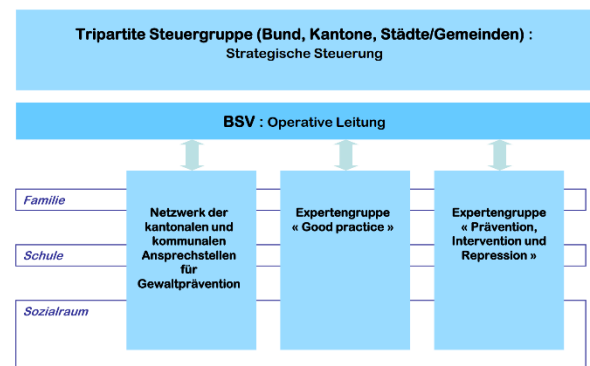 Tripartite Steuergruppe (Bund, Kantone, Städte/Gemeinden) :
Strategische Steuerung
BSV : Operative Leitung
Familie
Schule
Sozialraum
Netzwerk der
kantonalen und
kommunalen
Ansprechstellen
für
Gewaltprävention
Expertengruppe
« Good practice »
Expertengruppe
« Prävention,
Intervention und
Repression »